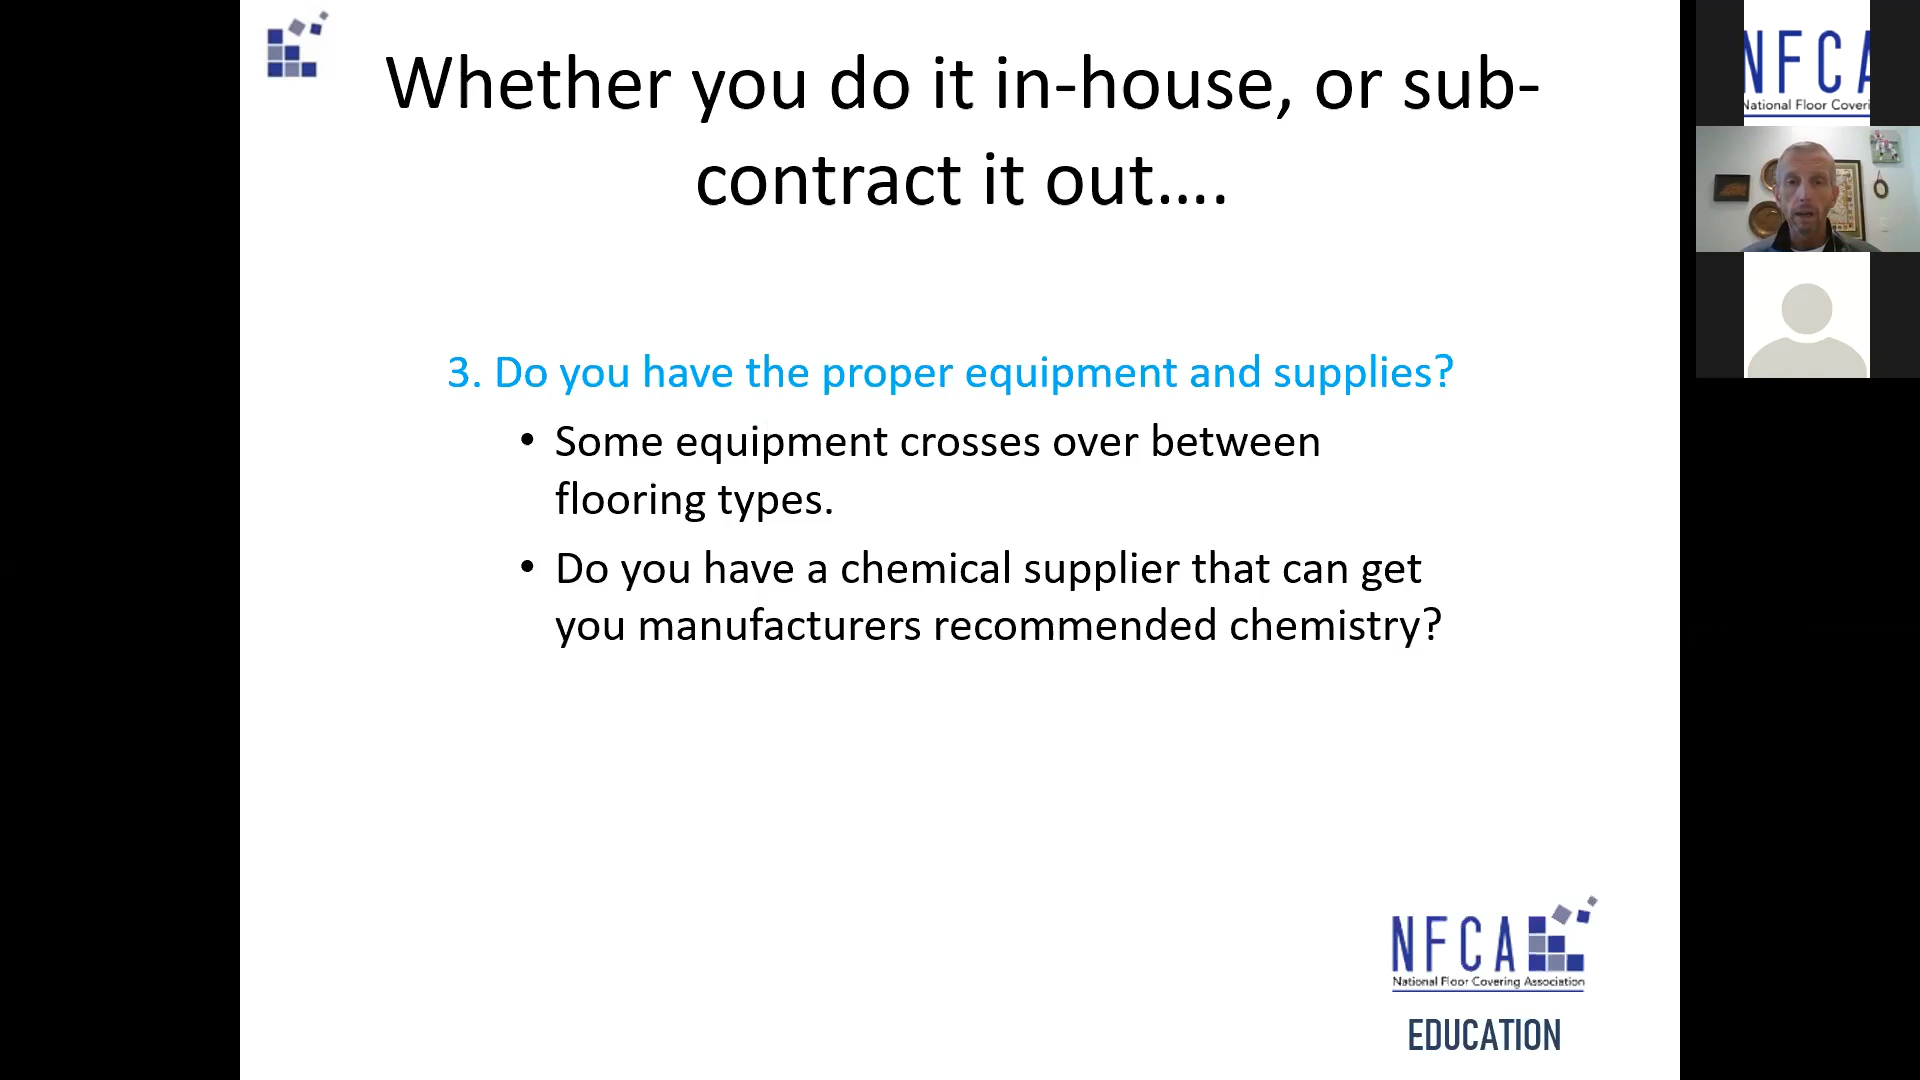 Whether you do it in-house, or sub-
contract it out....
3. Do you have the proper equipment and supplies?
• Some equipment crosses over between
flooring types.
• Do you have a chemical supplier that can get
you manufacturers recommended chemistry?
NFCA
National Floor Covering Association
EDUCATION
NFCA
National Floor Coveri